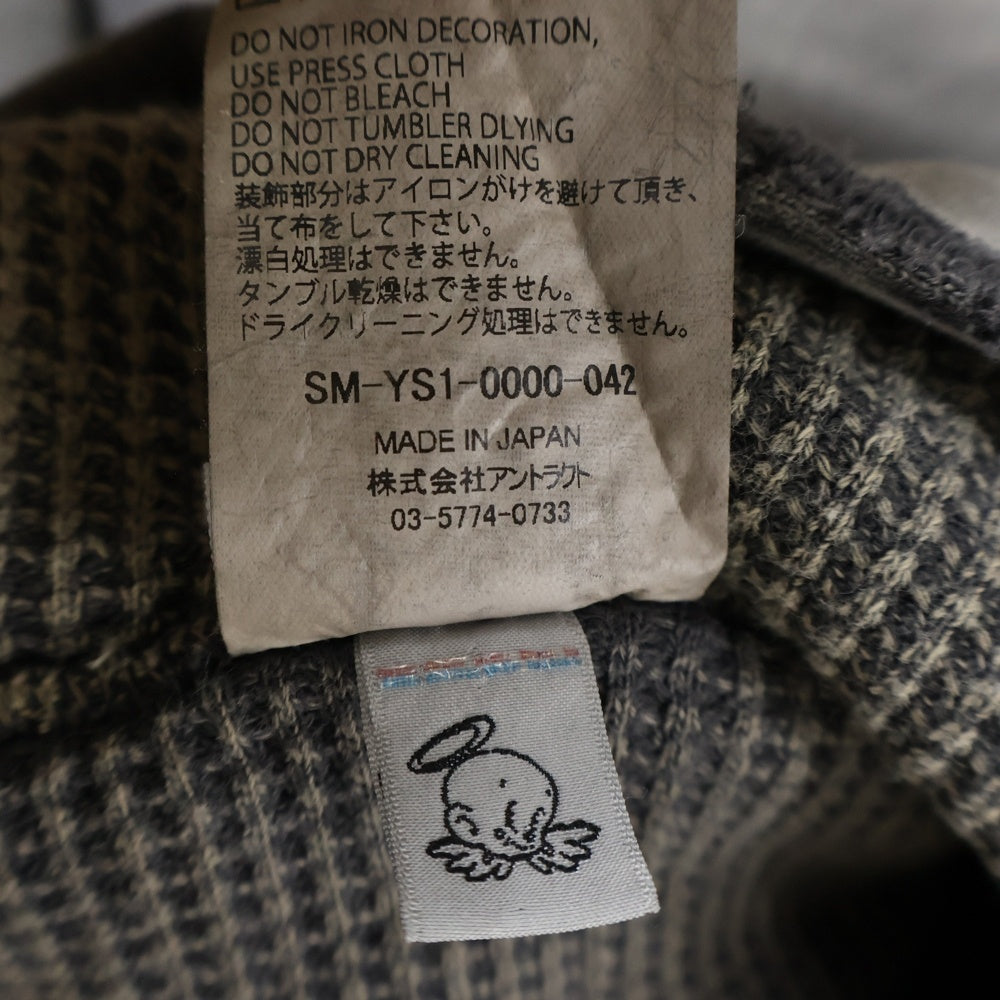 DO NOT IRON DECORATION,
USE PRESS CLOTH
DO NOT BLEACH
DO NOT TUMBLER DLYING
DO NOT DRY CLEANING
装飾部分はアイロンがけを避けて頂き、
当て布をして下さい。
漂白処理はできません。
タンブル乾燥はできません。
ドライクリーニング処理はできません。
SM-YS1-0000-042
MADE IN JAPAN
株式会社アントラクト
03-5774-0733